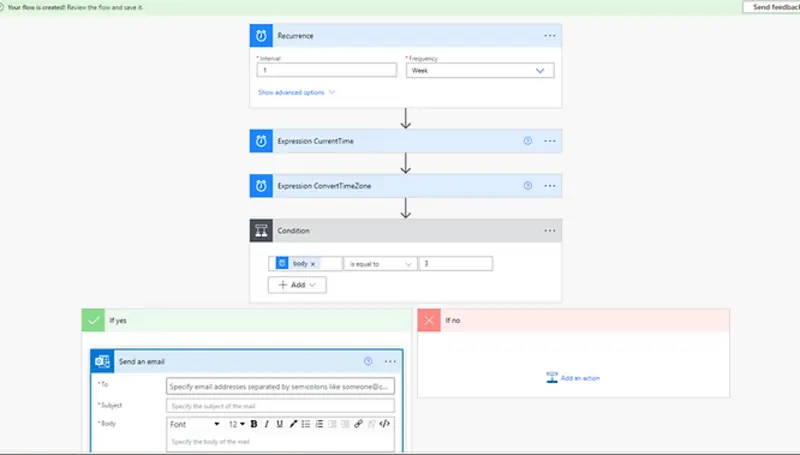 Your flow is created! Review the flow and save it.
Send feedback
Recurrence
* Interval
* Frequency
1
Week
Show advanced options
Expression CurrentTime
Expression ConvertTimeZone
Condition
body x
is equal to
3
+ Add
If yes
If no
Send an email
Add an action
* To
Specify email addresses separated by semicolons like someone@c...
* Subject
Specify the subject of the mail
* Body
Font
12
B I U
Specify the body of the mail